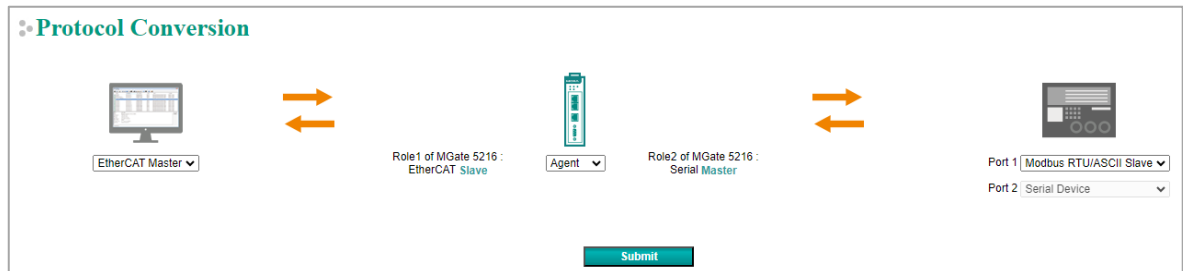 Protocol Conversion
EtherCAT Master
Role1 of MGate 5216 :
EtherCAT Slave
Agent
Role2 of MGate 5216 :
Serial Master
Port 1 Modbus RTU/ASCII Slave
Port 2 Serial Device
Submit